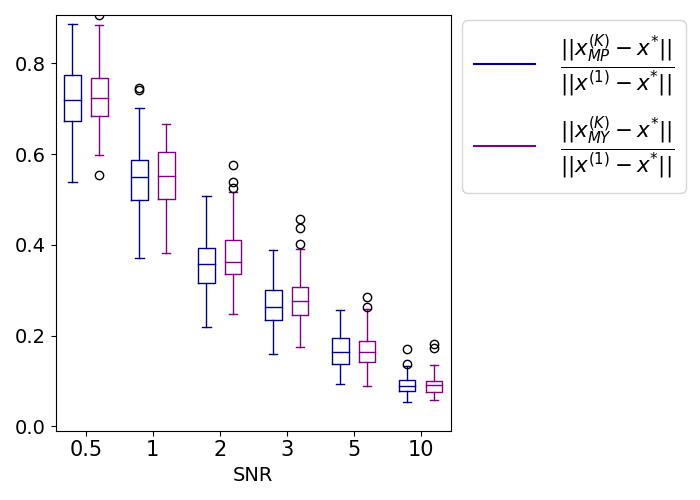 0.8
0.6
0.4
0.2
0.0
0.5 1 2 3 5 10
SNR
||x_{MP}^{(K)} − x^*||
||x^{(1)} − x^*||
||x_{MY}^{(K)} − x^*||
||x^{(1)} − x^*||